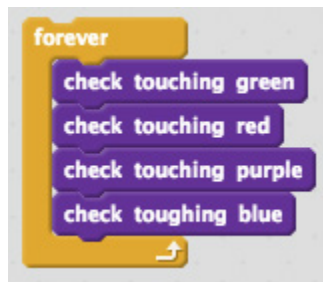 forever
check touching green
check touching red
check touching purple
check toughing blue